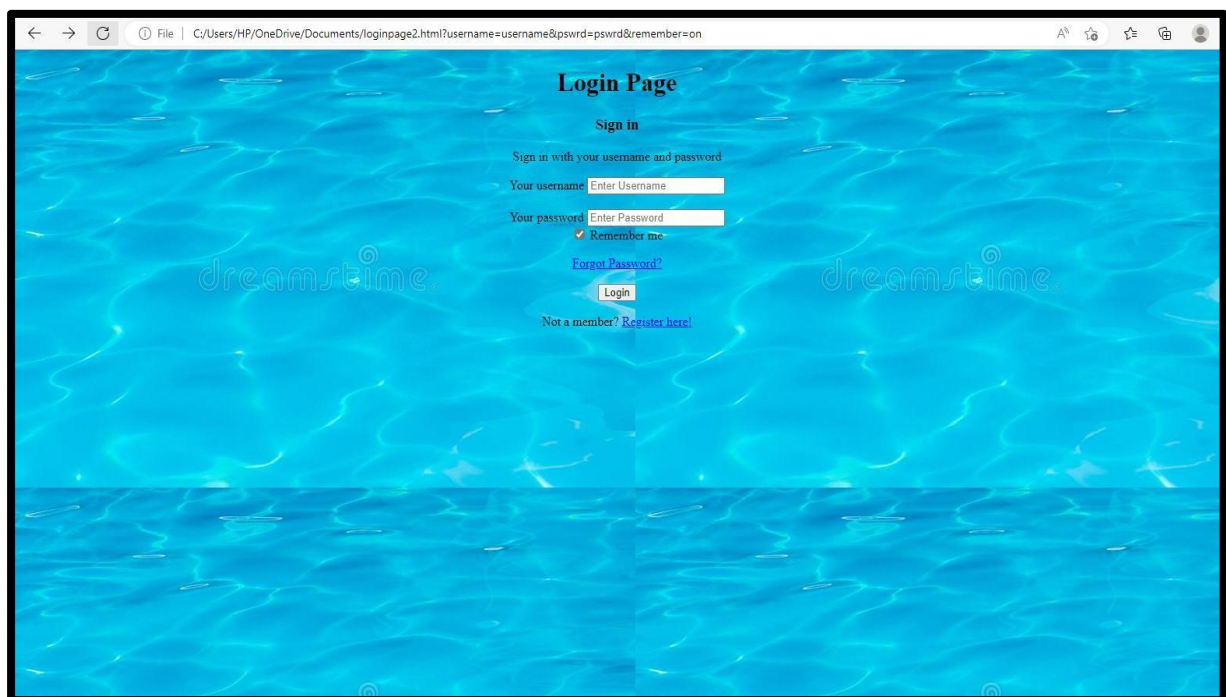 File | C:/Users/HP/OneDrive/Documents/loginpage2.html?username=username&pswrd=pswrd&remember=on
Login Page
Sign in
Sign in with your username and password
Your username Enter Username
Your password Enter Password
Remember me
Forgot Password?
dreamstime. dreamstime.
Login
Not a member? Register here!